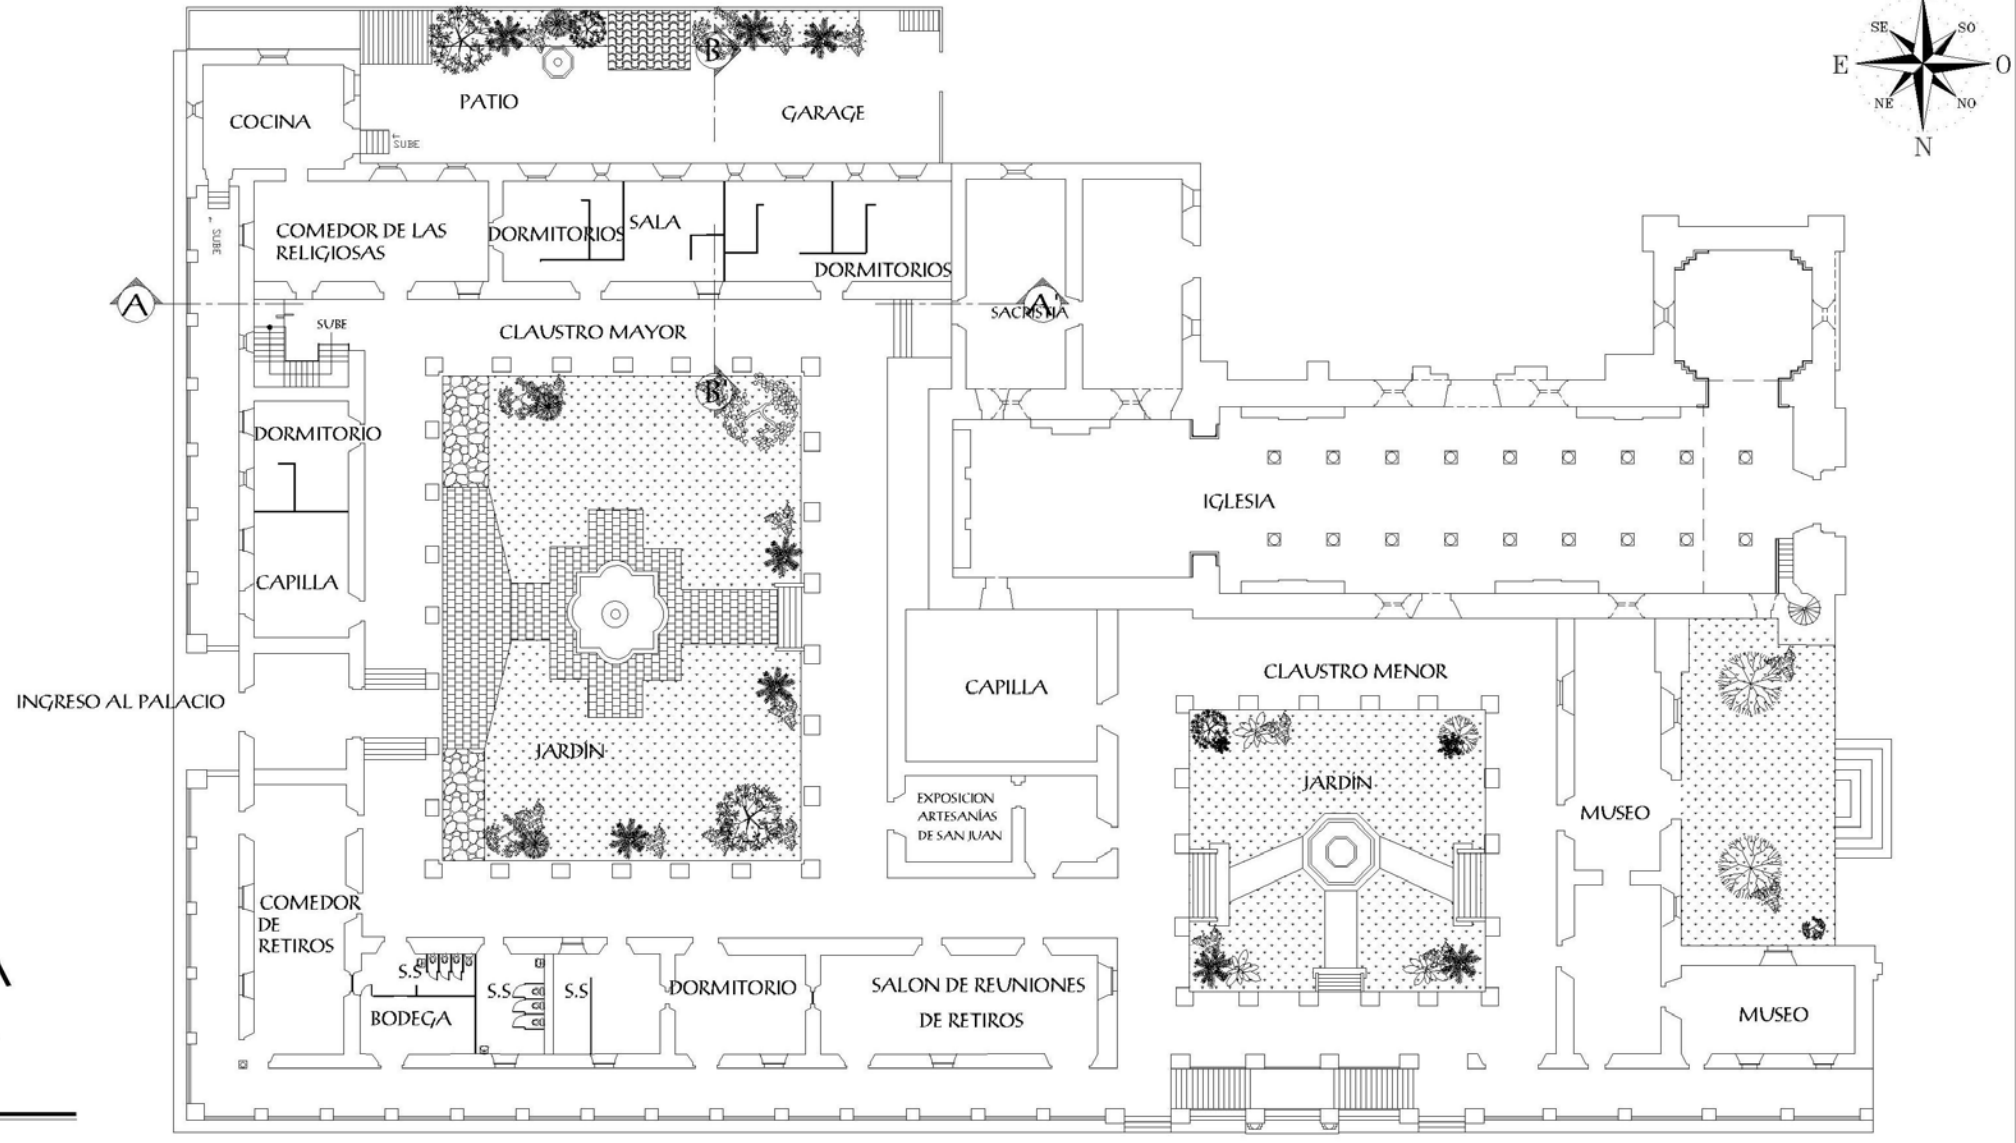 SE
SO
E
O
NE
NO
N
B
PATIO
GARAGE
COCINA
SUBE
SUBE
COMEDOR DE LAS
RELIGIOSAS
DORMITORIOS
SALA
DORMITORIOS
A
A'
SACRISTIA
SUBE
CLAUSTRO MAYOR
B'
DORMITORIO
IGLESIA
CAPILLA
CLAUSTRO MENOR
CAPILLA
INGRESO AL PALACIO
JARDÍN
JARDÍN
EXPOSICION
ARTESANÍAS
DE SAN JUAN
MUSEO
COMEDOR
DE
RETIROS
S.S
S.S
S.S
DORMITORIO
SALON DE REUNIONES
DE RETIROS
BODEGA
MUSEO